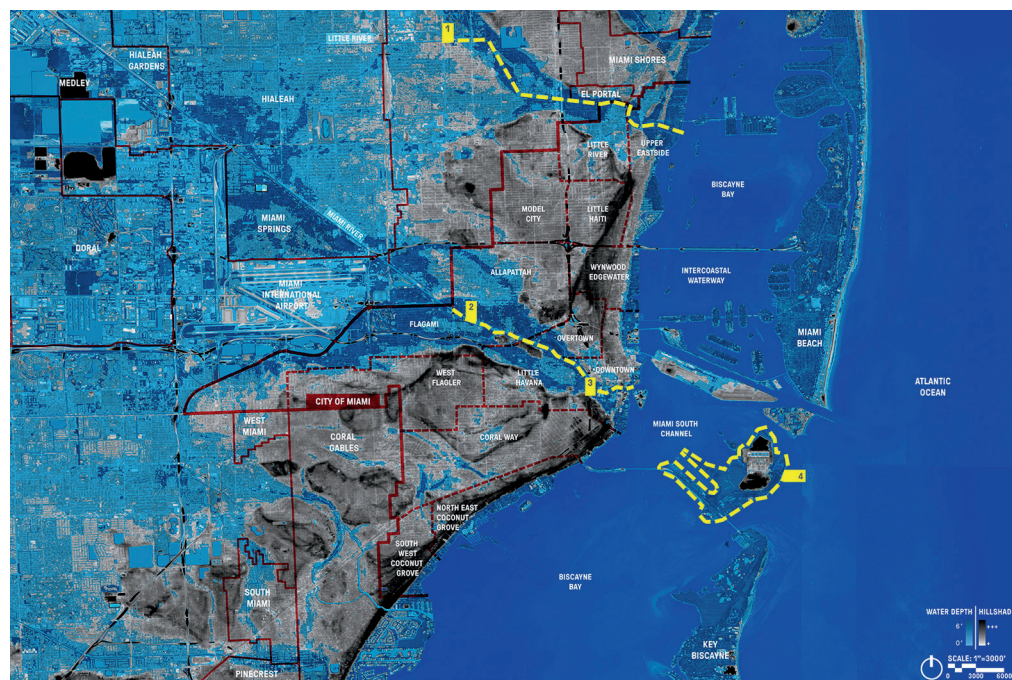 1
LITTLE RIVER
MIAMI SHORES
HIALEAH
GARDENS
MEDLEY
HIALEAH
EL PORTAL
LITTLE
RIVER
UPPER
EASTSIDE
BISCAYNE
BAY
MODEL
CITY
LITTLE
HAITI
MIAMI
SPRINGS
MIAMI RIVER
DORAL
ALLAPATTAH
WYNWOOD
EDGEWATER
INTERCOASTAL
WATERWAY
MIAMI
INTERNATIONAL
AIRPORT
2
FLAGAMI
OVERTOWN
MIAMI
BEACH
WEST
FLAGLER
LITTLE
HAVANA
DOWNTOWN
3
ATLANTIC
OCEAN
CITY OF MIAMI
WEST
MIAMI
CORAL
GABLES
CORAL WAY
MIAMI SOUTH
CHANNEL
4
NORTH EAST
COCONUT
GROVE
SOUTH
WEST
COCONUT
GROVE
BISCAYNE
BAY
SOUTH
MIAMI
KEY
BISCAYNE
PINECREST
WATER DEPTH
HILLSHAD
6'
+++
0'
+
SCALE: 1"=3000'
0 3000 6000